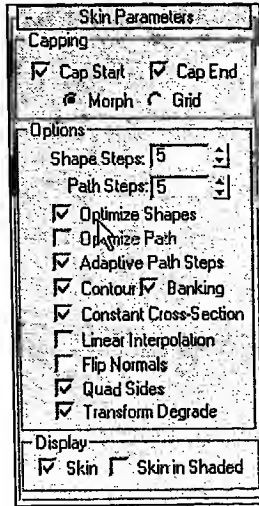 - Skin Parameters
Capping
Cap Start Cap End
Morph Grid
Options
Shape Steps: 5
Path Steps: 5
Optimize Shapes
Optimize Path
Adaptive Path Steps
Contour Banking
Constant Cross-Section
Linear Interpolation
Flip Normals
Quad Sides
Transform Degrade
Display
Skin Skin in Shaded